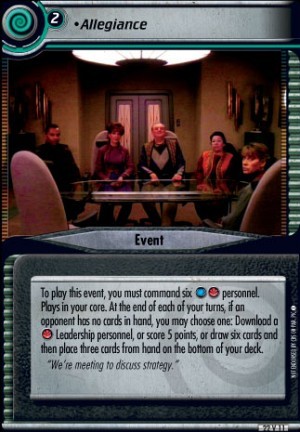 2
•Allegiance
Event
To play this event, you must command six personnel.
Plays in your core. At the end of each of your turns, if an
opponent has no cards in hand, you may choose one: Download a
Leadership personnel, or score 5 points, or draw six cards and
then place three cards from hand on the bottom of your deck.
"We're meeting to discuss strategy."
22 V 11